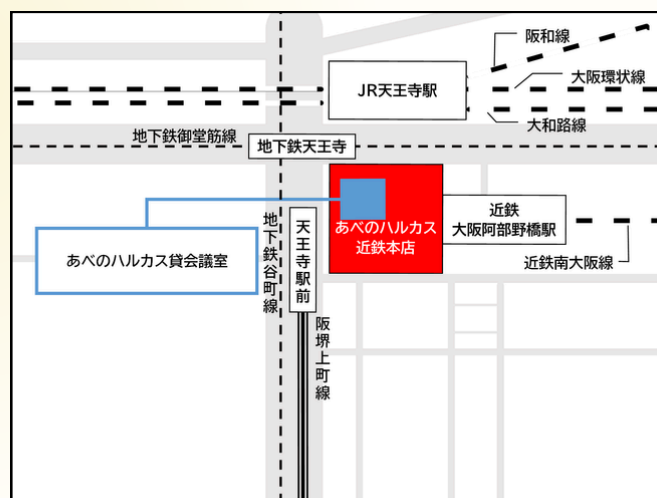 阪和線
大阪環状線
JR天王寺駅
大和路線
地下鉄御堂筋線
地下鉄天王寺
近鉄
大阪阿部野橋駅
あべのハルカス
近鉄本店
あべのハルカス貸会議室
近鉄南大阪線
地下鉄谷町線
天王寺駅前
阪堺上町線